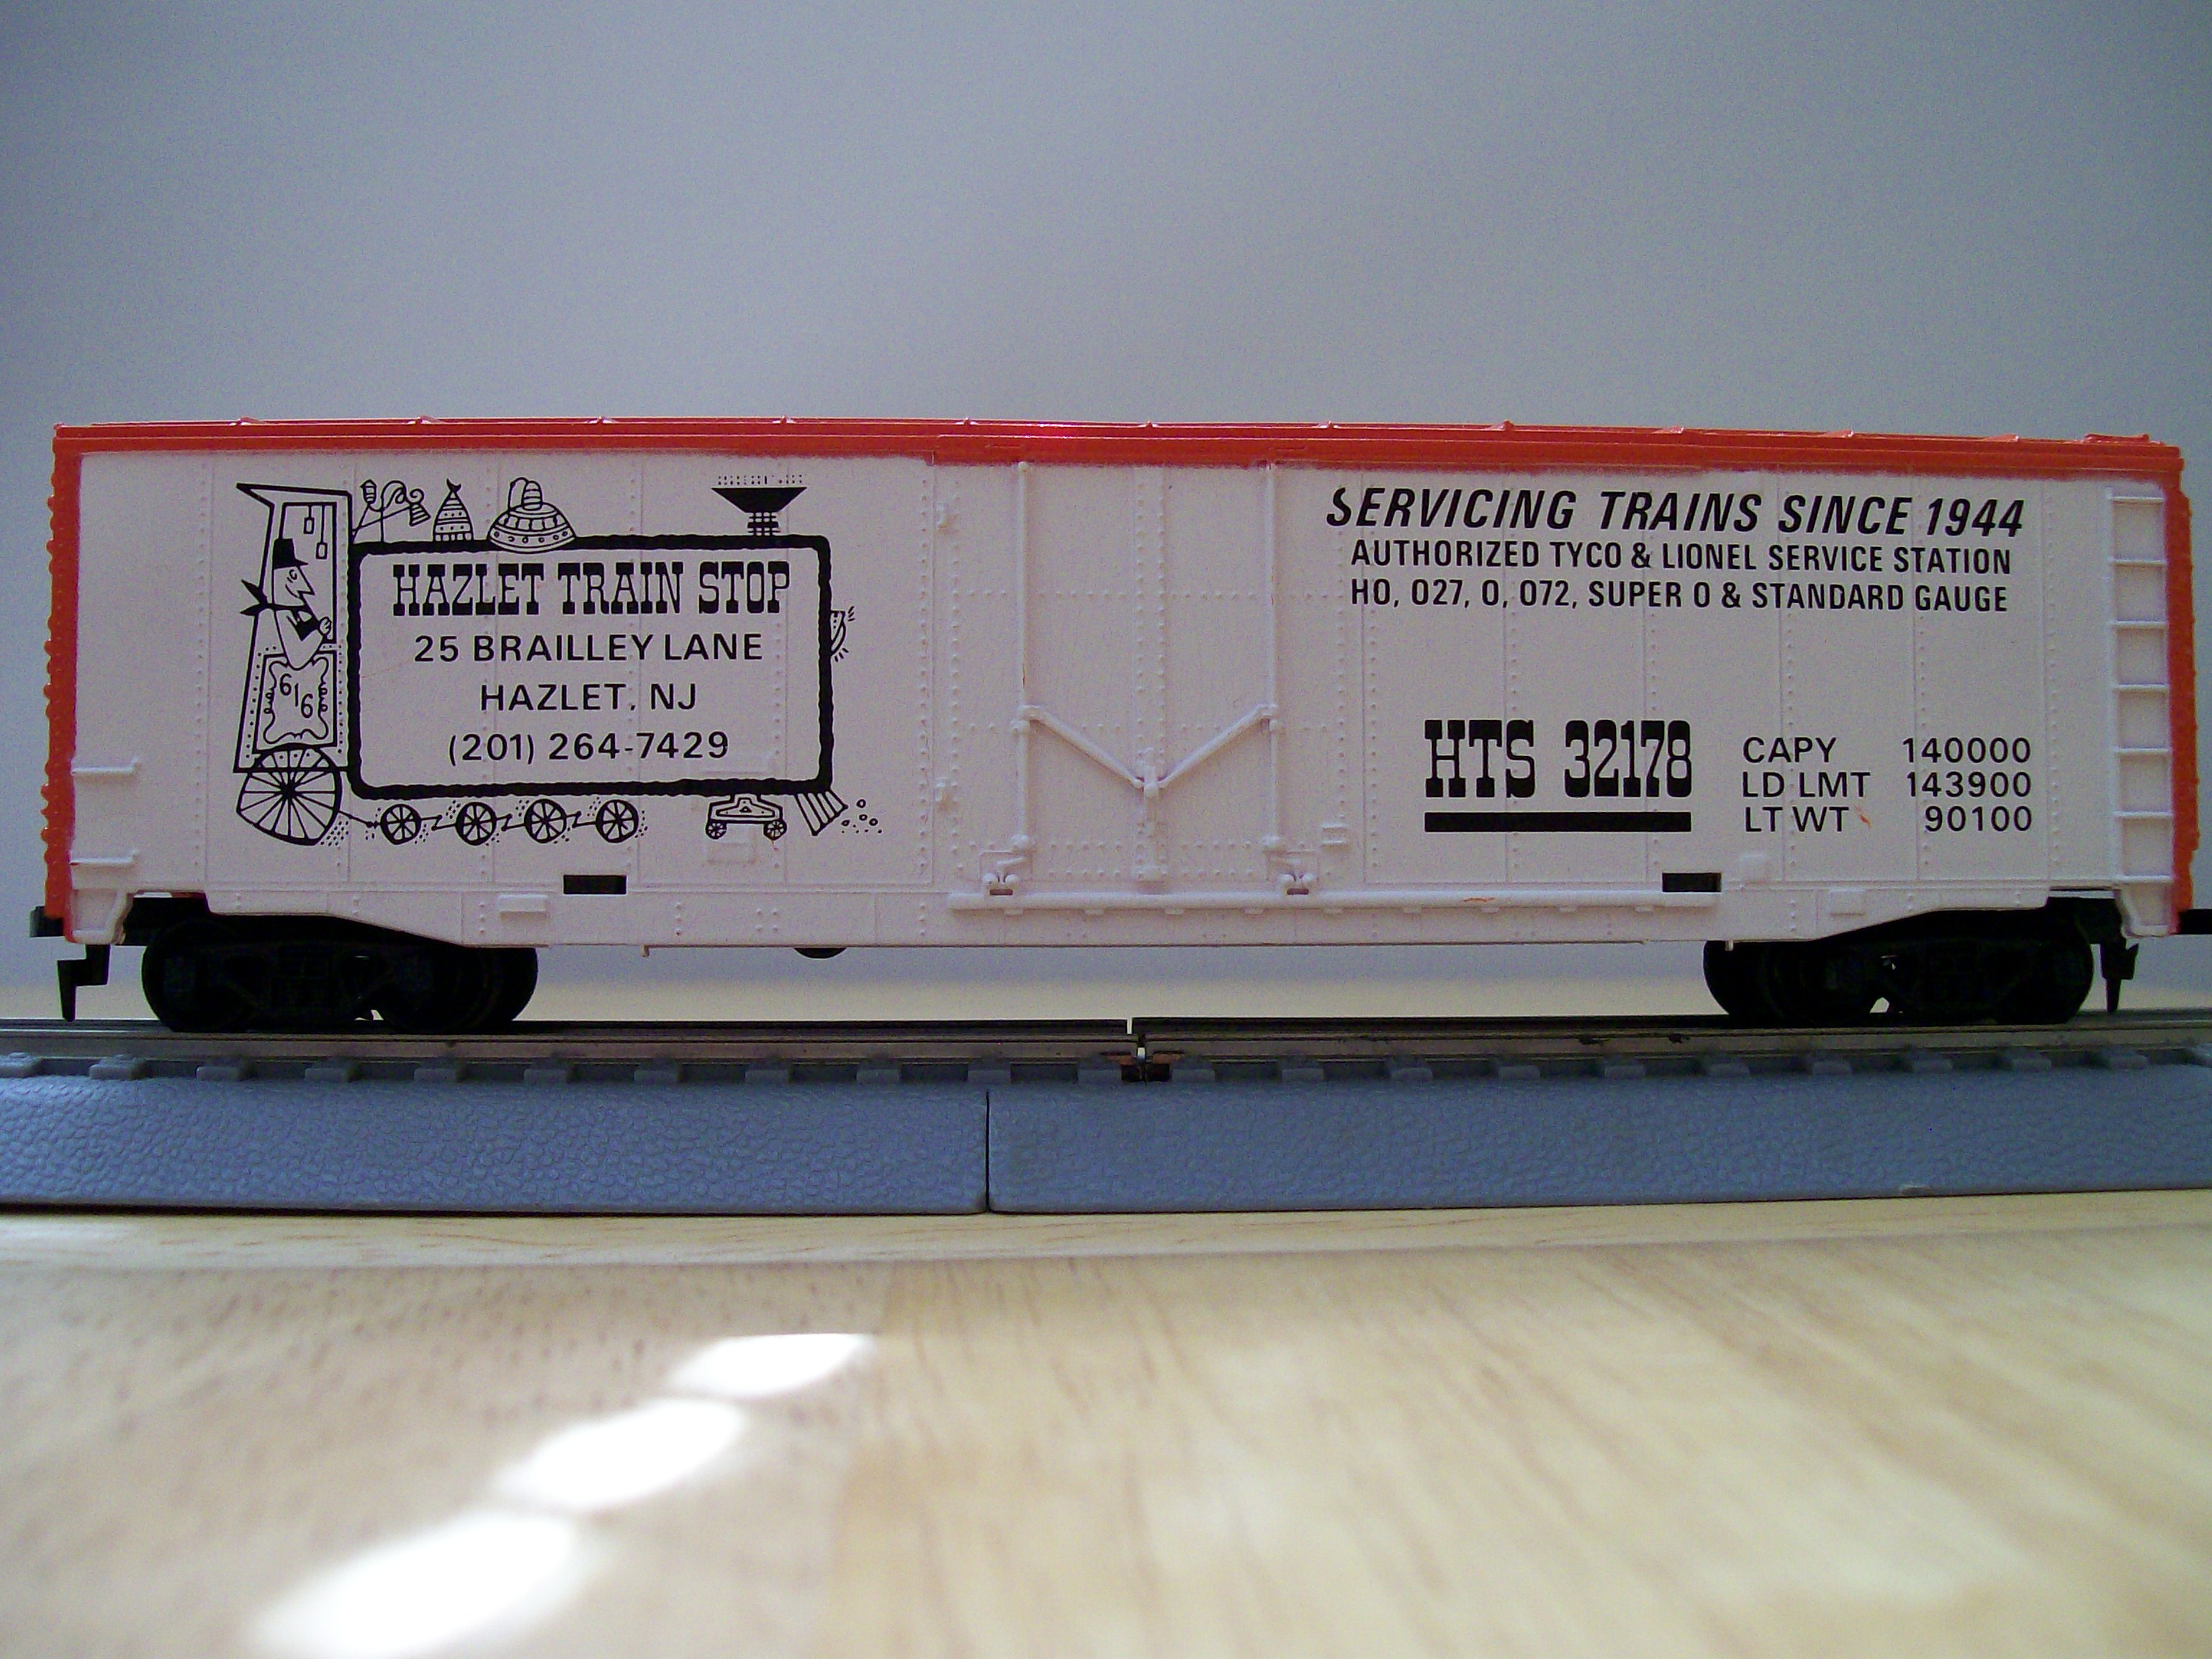 HAZLET TRAIN STOP
25 BRAILLEY LANE
HAZLET, NJ
(201) 264-7429
616
SERVICING TRAINS SINCE 1944
AUTHORIZED TYCO & LIONEL SERVICE STATION
HO, 027, O, 072, SUPER O & STANDARD GAUGE
HTS 32178
CAPY 140000
LD LMT 143900
LT WT 90100